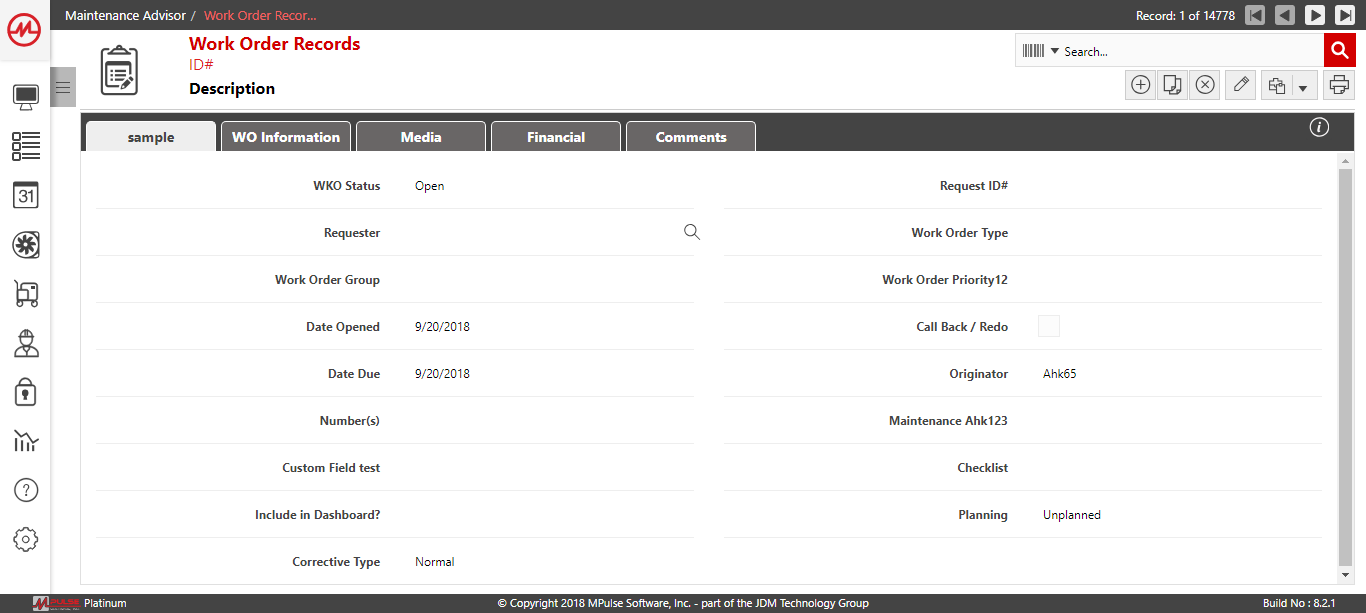 Maintenance Advisor / Work Order Recor...
Record: 1 of 14778
Work Order Records
ID#
Description
Search...
sample
WO Information
Media
Financial
Comments
WKO Status Open
Request ID#
Requester
Work Order Type
Work Order Group
Work Order Priority12
Date Opened 9/20/2018
Call Back / Redo
Date Due 9/20/2018
Originator Ahk65
Number(s)
Maintenance Ahk123
Custom Field test
Checklist
Include in Dashboard?
Planning Unplanned
Corrective Type Normal
31
?
MPULSE Platinum
© Copyright 2018 MPulse Software, Inc. - part of the JDM Technology Group
Build No : 8.2.1